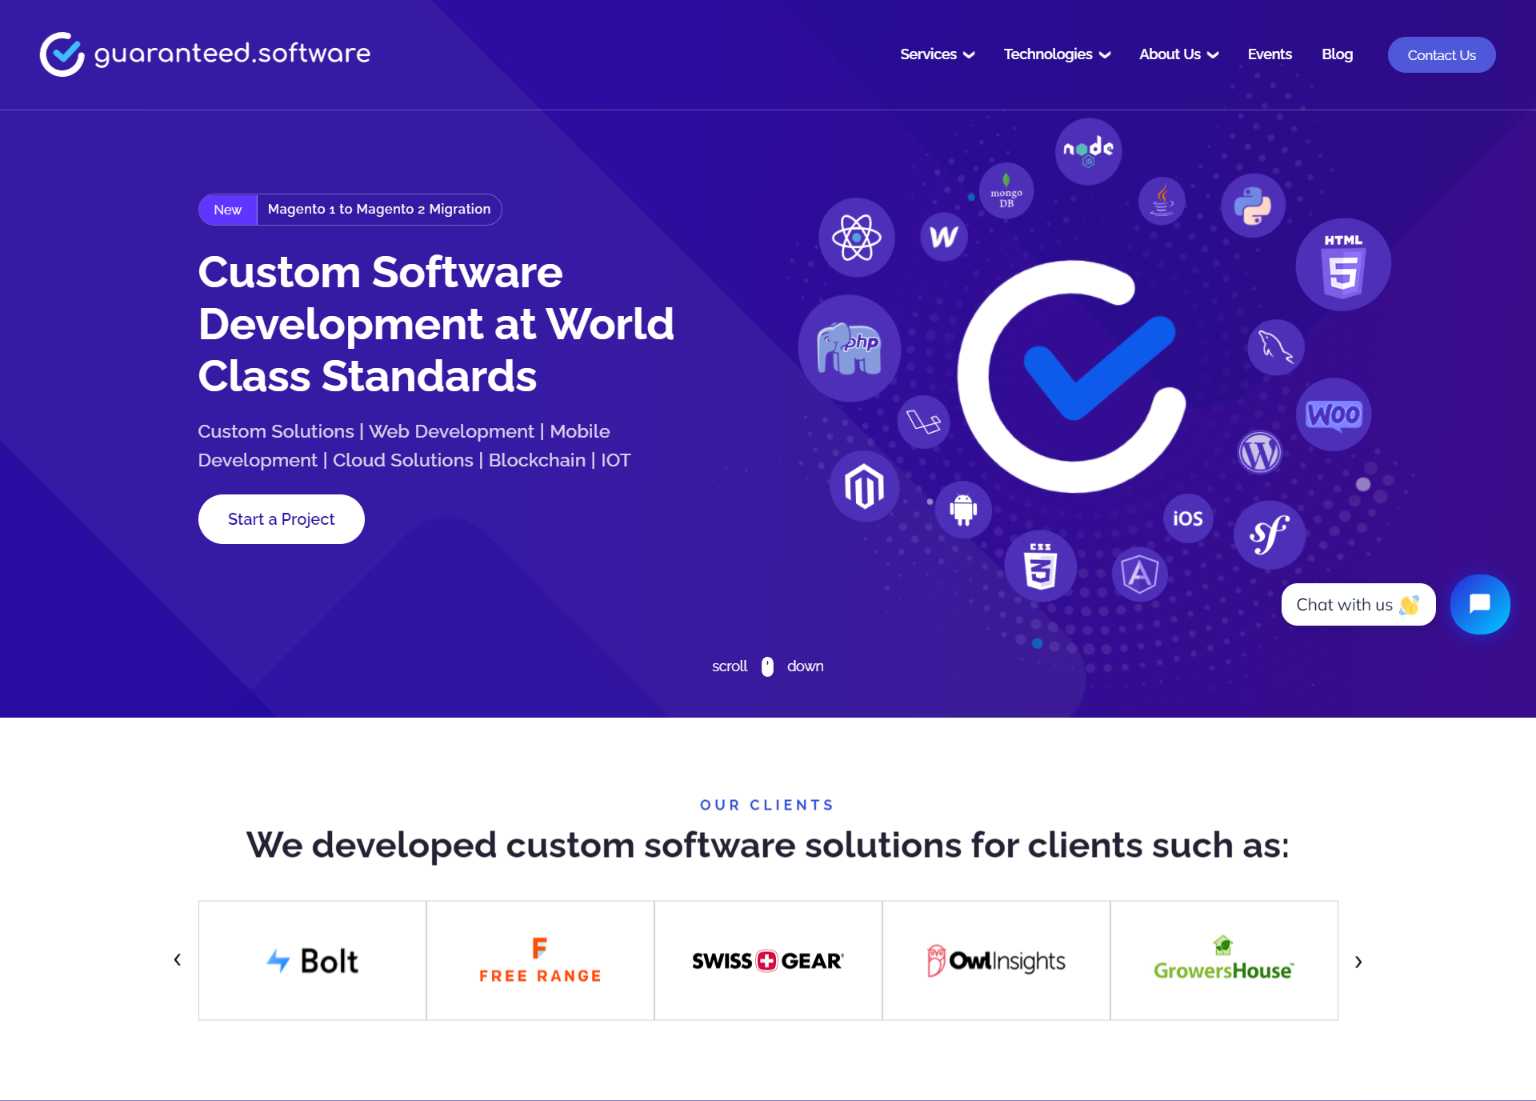 guaranteed.software
Services
Technologies
About Us
Events
Blog
Contact Us
New
Magento 1 to Magento 2 Migration
Custom Software
Development at World
Class Standards
Custom Solutions | Web Development | Mobile
Development | Cloud Solutions | Blockchain | IOT
Start a Project
node
JS
mongo
DB
W
HTML
5
php
Woo
W
iOS
sf
CSS
3
A
Chat with us
scroll
down
OUR CLIENTS
We developed custom software solutions for clients such as:
Bolt
F
FREE RANGE
SWISS GEAR
OwlInsights
GrowersHouse™